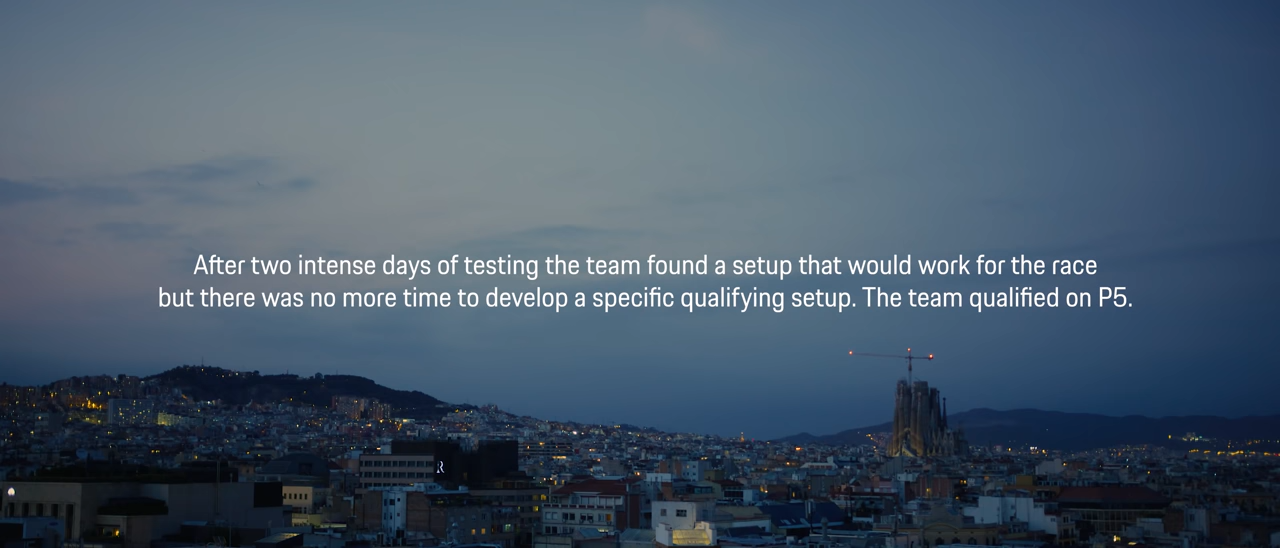 After two intense days of testing the team found a setup that would work for the race
but there was no more time to develop a specific qualifying setup. The team qualified on P5.
R